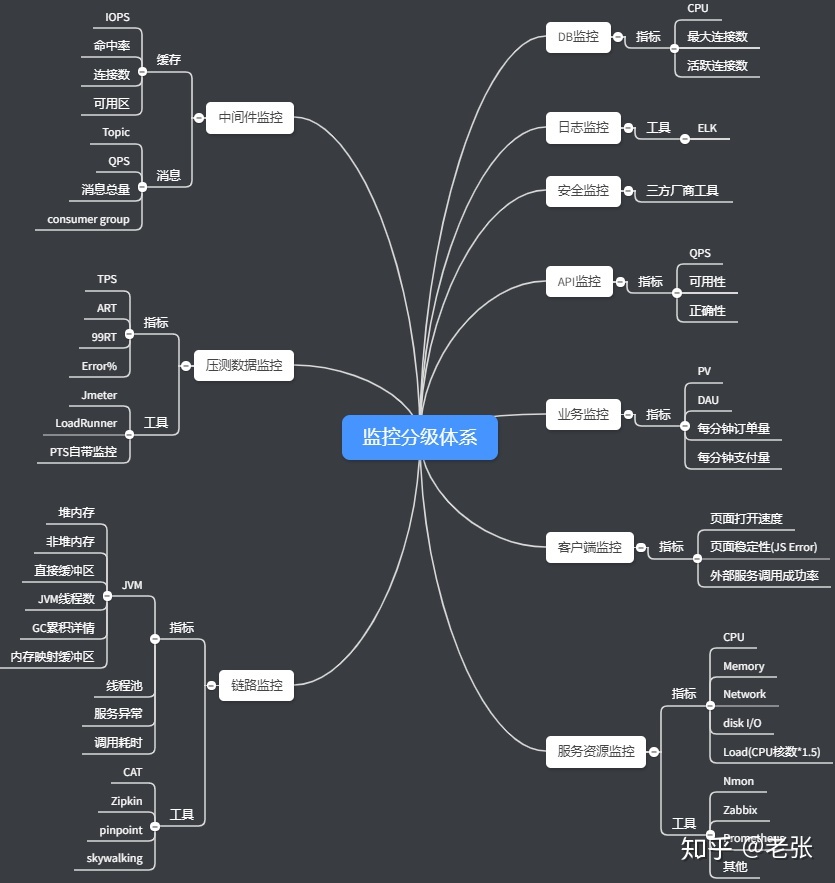 监控分级体系
中间件监控
缓存
IOPS
命中率
连接数
可用区
消息
Topic
QPS
消息总量
consumer group
压测数据监控
指标
TPS
ART
99RT
Error%
工具
Jmeter
LoadRunner
PTS自带监控
链路监控
指标
JVM
堆内存
非堆内存
直接缓冲区
JVM线程数
GC累积详情
内存映射缓冲区
线程池
服务异常
调用耗时
工具
CAT
Zipkin
pinpoint
skywalking
DB监控
指标
CPU
最大连接数
活跃连接数
日志监控
工具
ELK
安全监控
三方厂商工具
API监控
指标
QPS
可用性
正确性
业务监控
指标
PV
DAU
每分钟订单量
每分钟支付量
客户端监控
指标
页面打开速度
页面稳定性(JS Error)
外部服务调用成功率
服务资源监控
指标
CPU
Memory
Network
disk I/O
Load(CPU核数*1.5)
工具
Nmon
Zabbix
Prometheus
其他
知乎 @老张